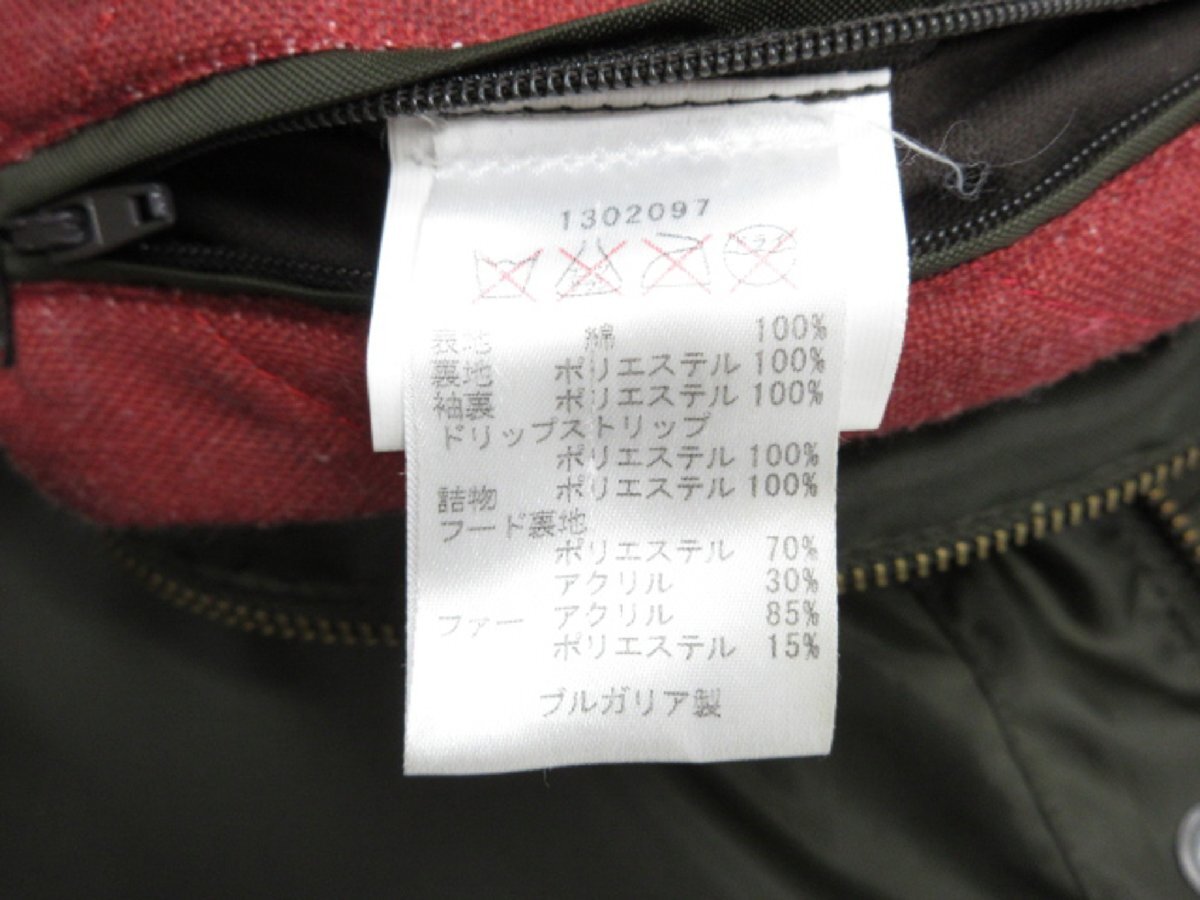 1302097
表地 綿 100%
裏地 ポリエステル 100%
袖裏 ポリエステル 100%
ドリップストリップ
ポリエステル 100%
詰物 ポリエステル 100%
フード裏地
ポリエステル 70%
アクリル 30%
ファー アクリル 85%
ポリエステル 15%
ブルガリア製